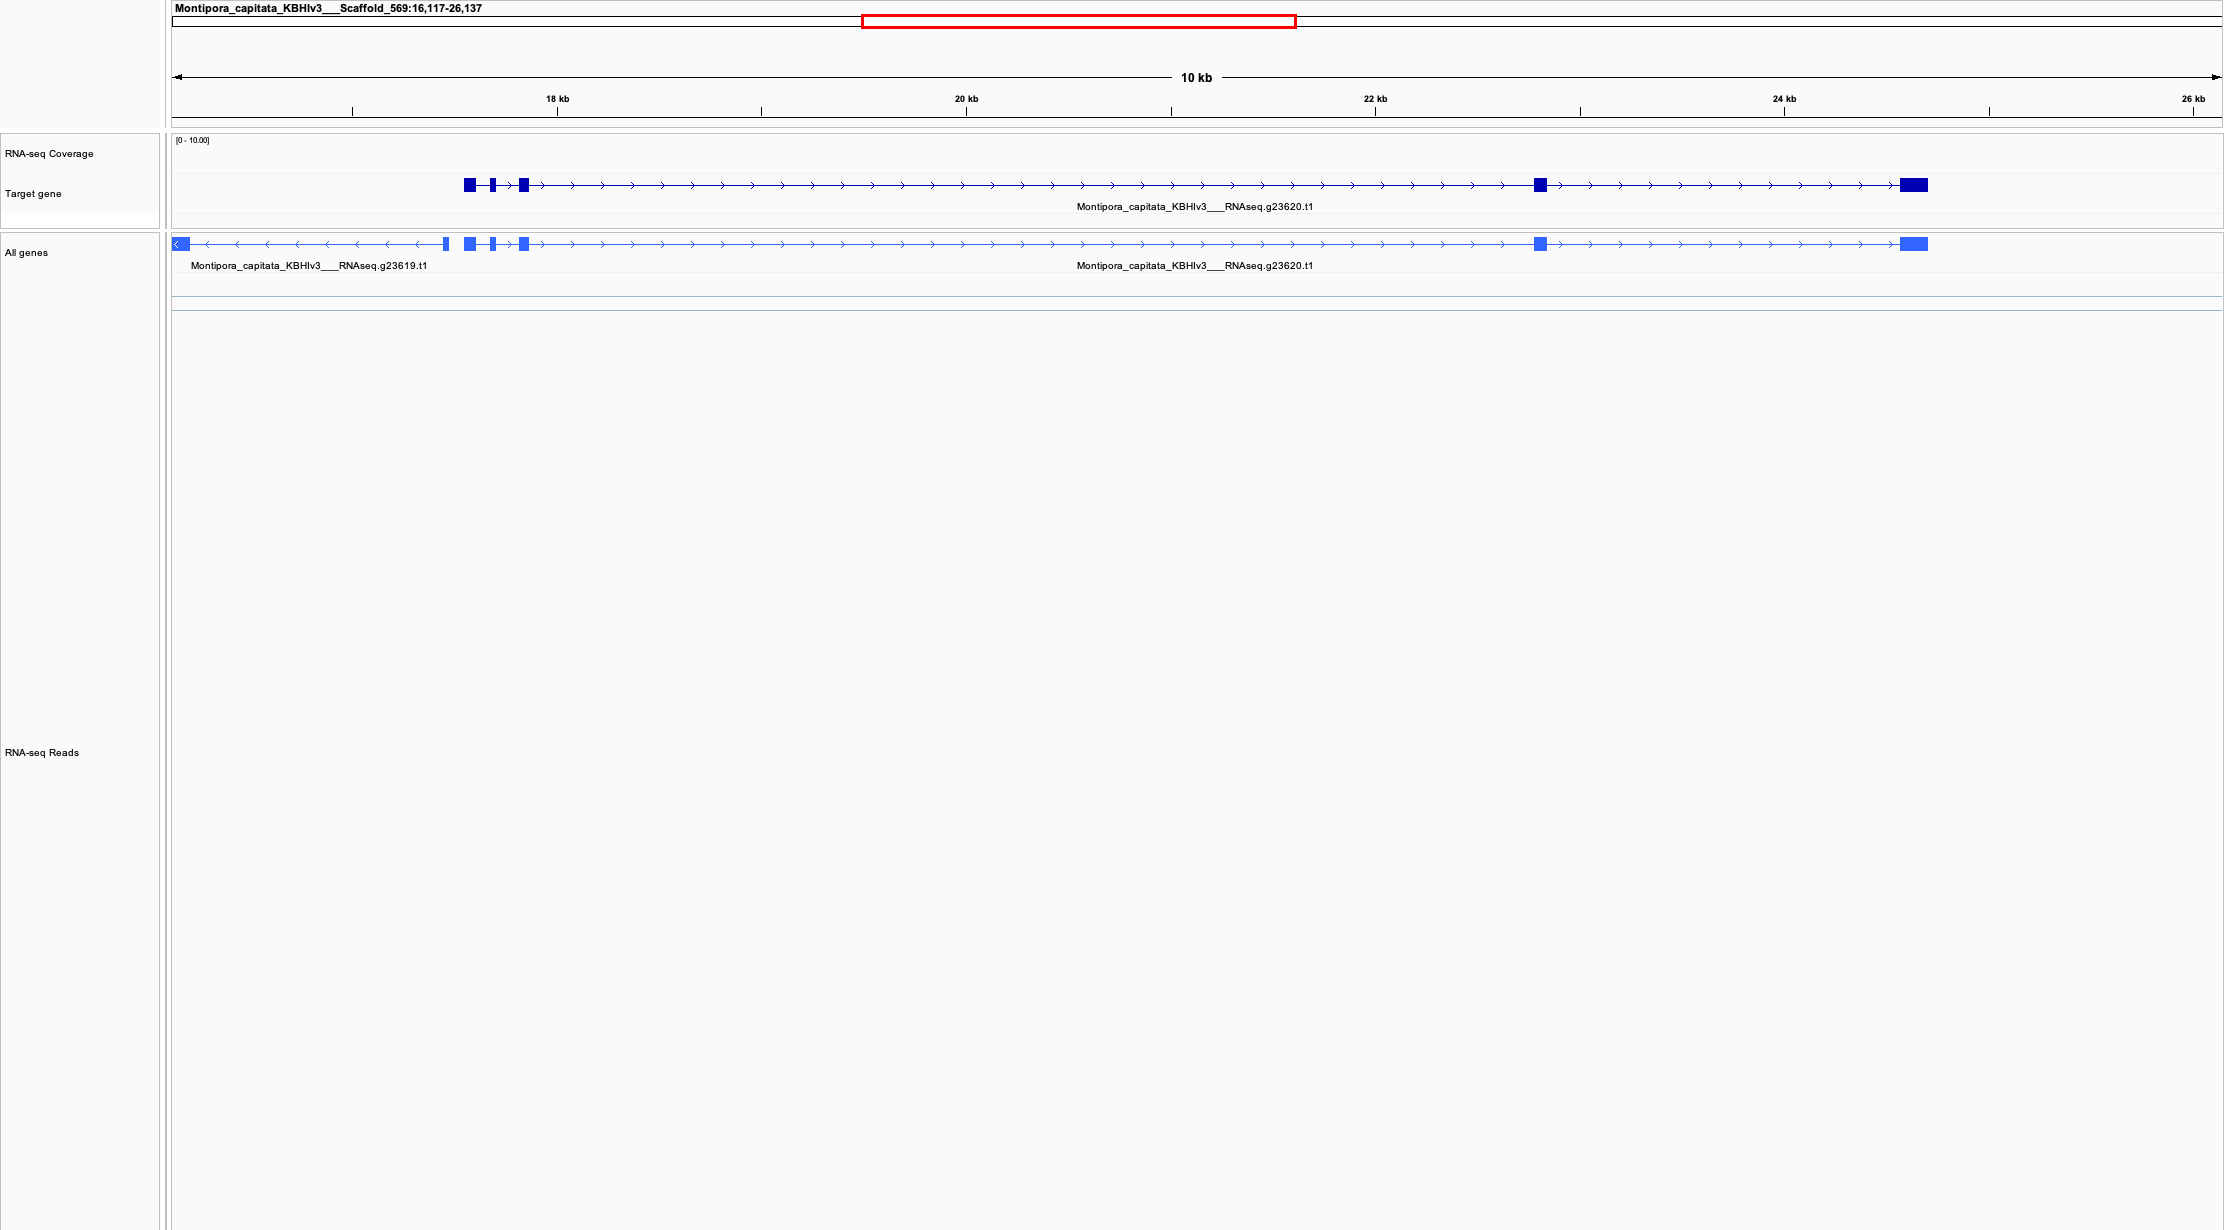 Montipora_capitata_KBHIv3___Scaffold_569:16,117-26,137
10 kb
18 kb 20 kb 22 kb 24 kb 26 kb
[0 - 10.00]
RNA-seq Coverage
Target gene
Montipora_capitata_KBHIv3___RNAseq.g23620.t1
All genes
Montipora_capitata_KBHIv3___RNAseq.g23619.t1 Montipora_capitata_KBHIv3___RNAseq.g23620.t1
RNA-seq Reads